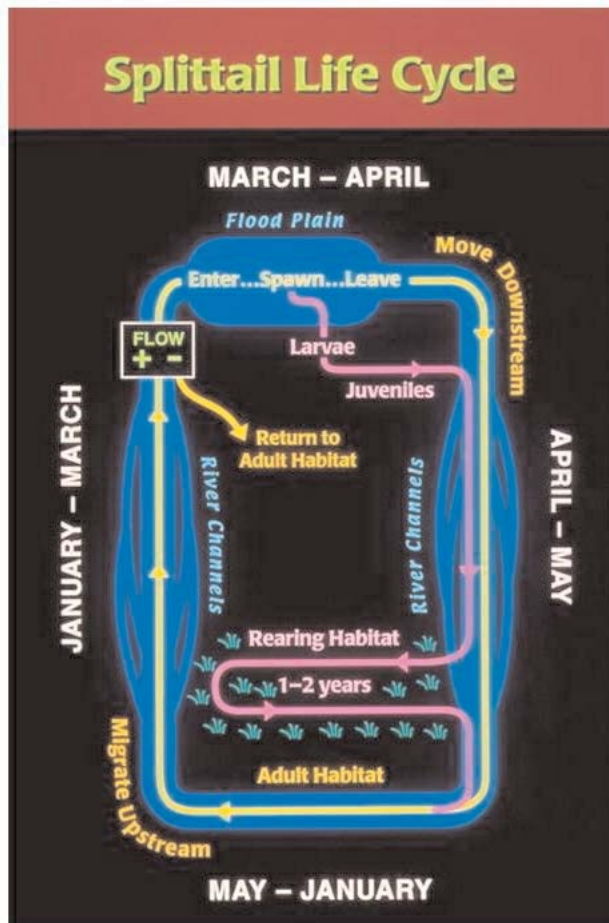 Splittail Life Cycle
MARCH – APRIL
Flood Plain
Move Downstream
Enter...Spawn...Leave
FLOW
+ -
Larvae
Juveniles
Return to
Adult Habitat
JANUARY – MARCH
River Channels
River Channels
APRIL – MAY
Rearing Habitat
1–2 years
Adult Habitat
Migrate Upstream
MAY – JANUARY